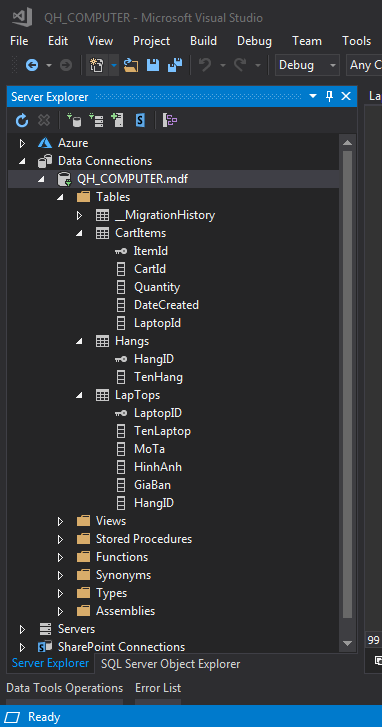 QH_COMPUTER - Microsoft Visual Studio
File Edit View Project Build Debug Team Tools
Debug Any C
Server Explorer La
Azure
Data Connections
QH_COMPUTER.mdf
Tables
__MigrationHistory
CartItems
ItemId
CartId
Quantity
DateCreated
LaptopId
Hangs
HangID
TenHang
LapTops
LaptopID
TenLaptop
MoTa
HinhAnh
GiaBan
HangID
Views
Stored Procedures
Functions
Synonyms
Types
Assemblies
Servers
SharePoint Connections
99
Server Explorer SQL Server Object Explorer
Data Tools Operations Error List
Ready